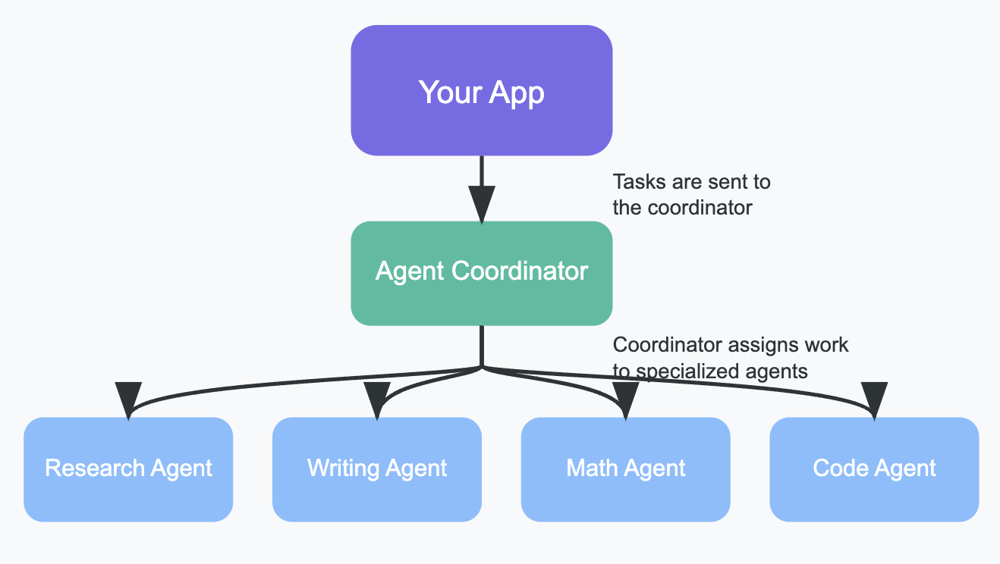 Your App
Tasks are sent to
the coordinator
Agent Coordinator
Coordinator assigns work
to specialized agents
Research Agent
Writing Agent
Math Agent
Code Agent